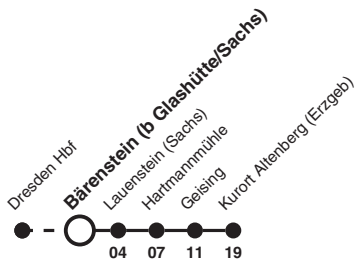 Dresden Hbf
Bärenstein (b Glashütte/Sachs)
Lauenstein (Sachs)
Hartmannmühle
Geising
Kurort Altenberg (Erzgeb)
04 07 11 19